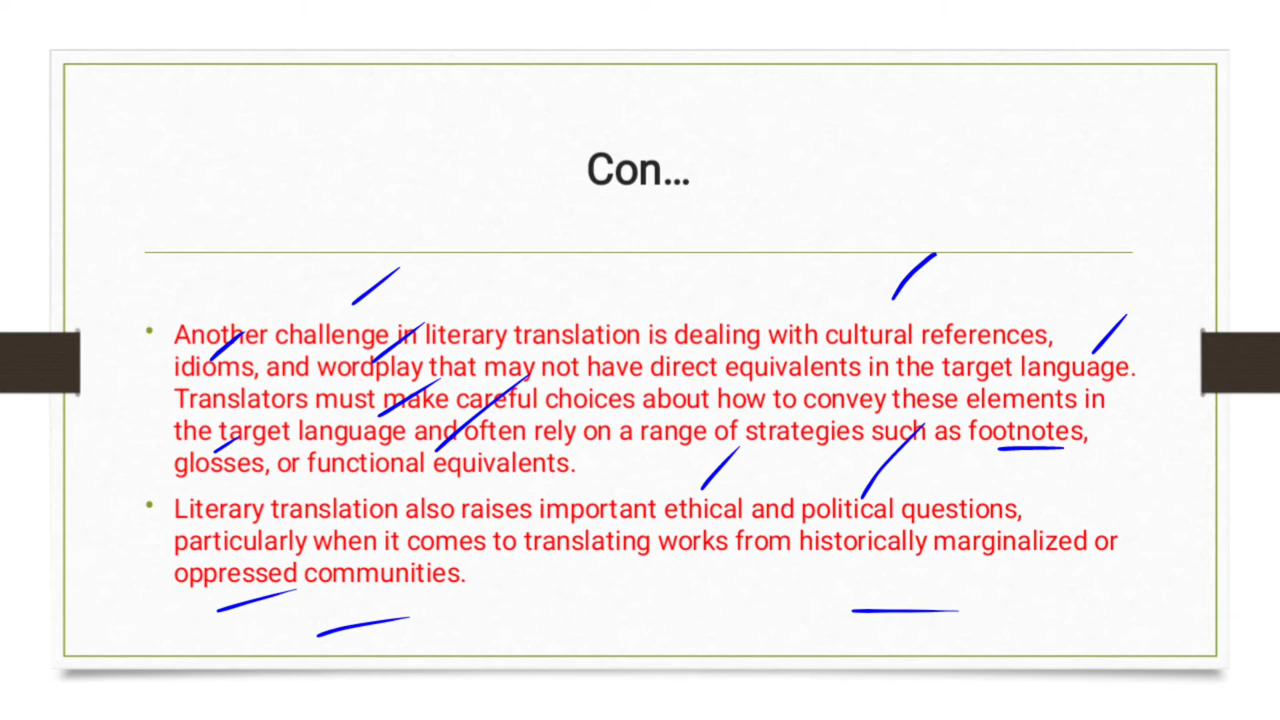 Con...
• Another challenge in literary translation is dealing with cultural references,
idioms, and wordplay that may not have direct equivalents in the target language.
Translators must make careful choices about how to convey these elements in
the target language and often rely on a range of strategies such as footnotes,
glosses, or functional equivalents.
• Literary translation also raises important ethical and political questions,
particularly when it comes to translating works from historically marginalized or
oppressed communities.